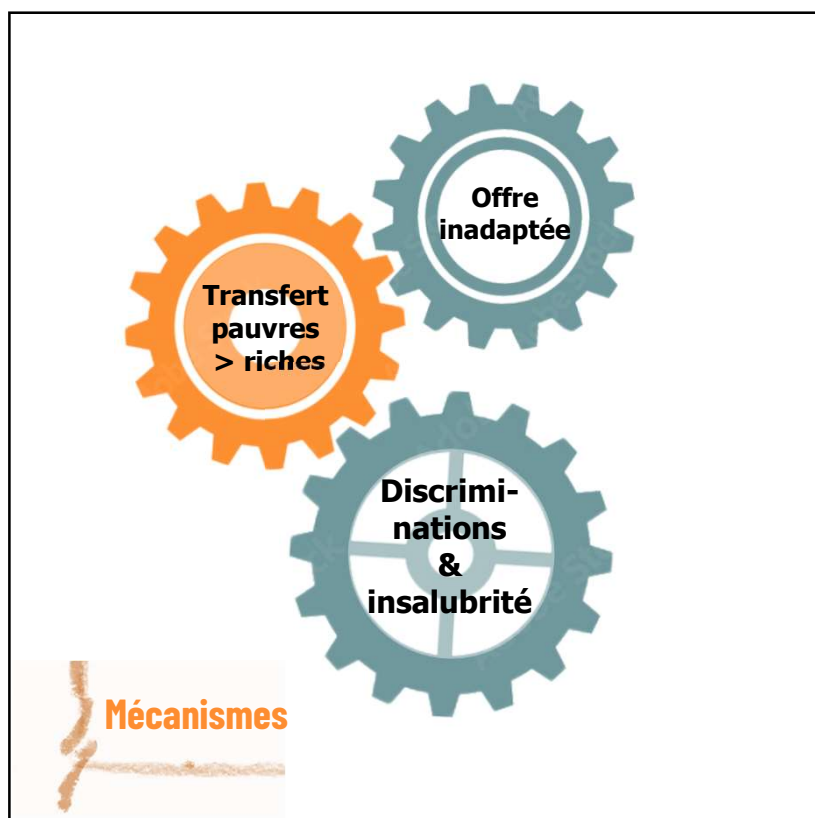 Offre
inadaptée
Transfert
pauvres
> riches
Discrimi-
nations
&
insalubrité
Mécanismes